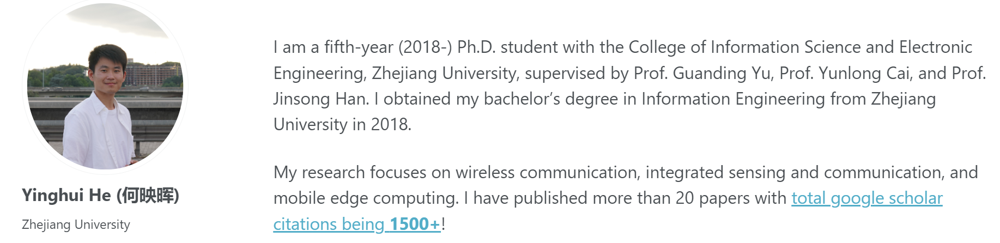 I am a fifth-year (2018-) Ph.D. student with the College of Information Science and Electronic
Engineering, Zhejiang University, supervised by Prof. Guanding Yu, Prof. Yunlong Cai, and Prof.
Jinsong Han. I obtained my bachelor’s degree in Information Engineering from Zhejiang
University in 2018.
My research focuses on wireless communication, integrated sensing and communication, and
mobile edge computing. I have published more than 20 papers with total google scholar
citations being 1500+!
Yinghui He (何映晖)
Zhejiang University